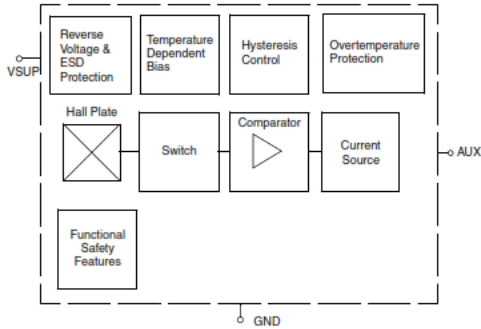 Reverse
Voltage &
ESD
Protection
Temperature
Dependent
Bias
Hysteresis
Control
Overtemperature
Protection
VSUP
Hall Plate
Switch
Comparator
Current
Source
AUX
Functional
Safety
Features
GND